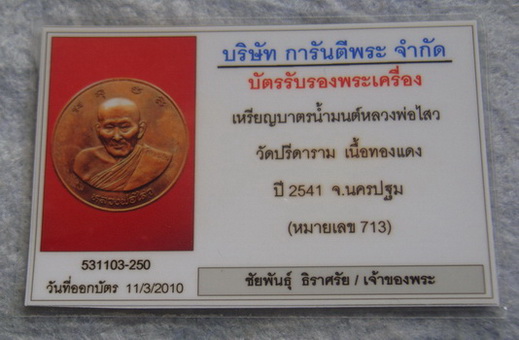 บริษัท การันตีพระ จำกัด
บัตรรับรองพระเครื่อง
เหรียญบาตรน้ำมนต์หลวงพ่อไสว
วัดปรีดาราม เนื้อทองแดง
ปี 2541 จ.นครปฐม
(หมายเลข 713)
531103-250
วันที่ออกบัตร 11/3/2010
ชัยพันธุ์ ธิราศรัย / เจ้าของพระ